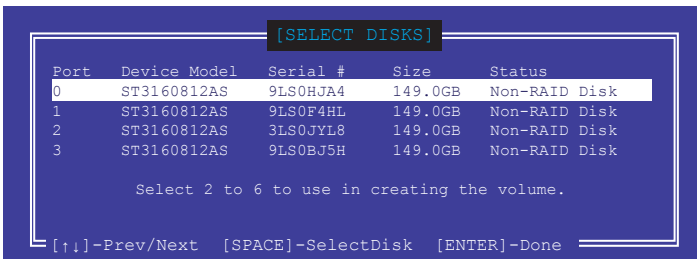 [SELECT DISKS]
Port Device Model Serial # Size Status
0 ST3160812AS 9LS0HJA4 149.0GB Non-RAID Disk
1 ST3160812AS 9LS0F4HL 149.0GB Non-RAID Disk
2 ST3160812AS 3LS0JYL8 149.0GB Non-RAID Disk
3 ST3160812AS 9LS0BJ5H 149.0GB Non-RAID Disk
Select 2 to 6 to use in creating the volume.
[↑↓]-Prev/Next [SPACE]-SelectDisk [ENTER]-Done